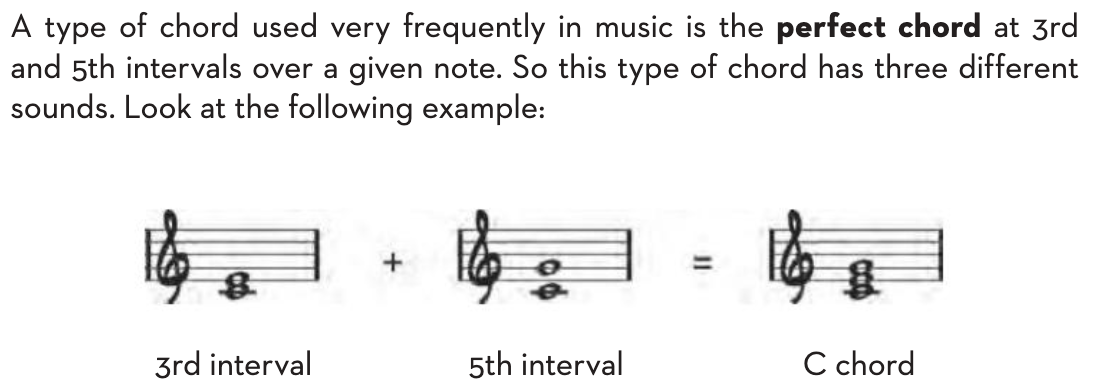 A type of chord used very frequently in music is the perfect chord at 3rd
and 5th intervals over a given note. So this type of chord has three different
sounds. Look at the following example:
+ =
3rd interval 5th interval C chord